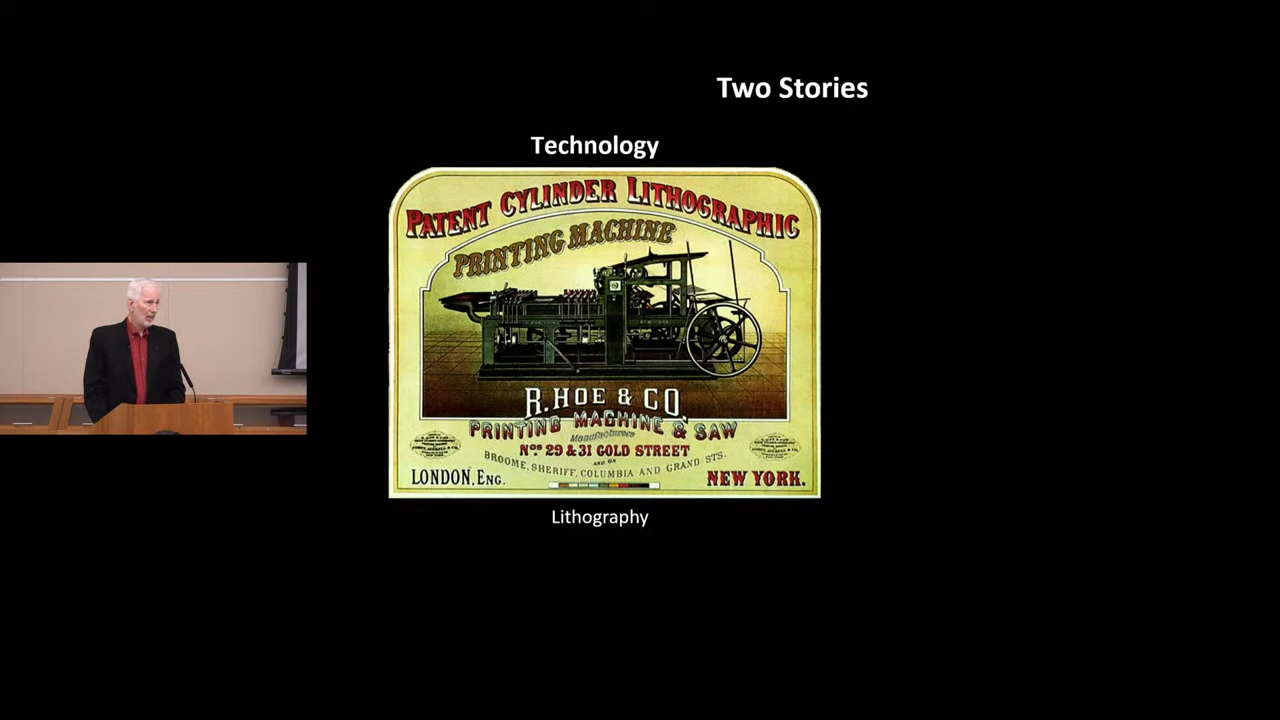 Two Stories
Technology
PATENT CYLINDER LITHOGRAPHIC
PRINTING MACHINE
R. HOE & CO.
PRINTING MACHINE & SAW
Manufacturers
Nos 29 & 31 GOLD STREET
AND ON
BROOME, SHERIFF, COLUMBIA AND GRAND STS.
LONDON, ENG.
NEW YORK.
Lithography